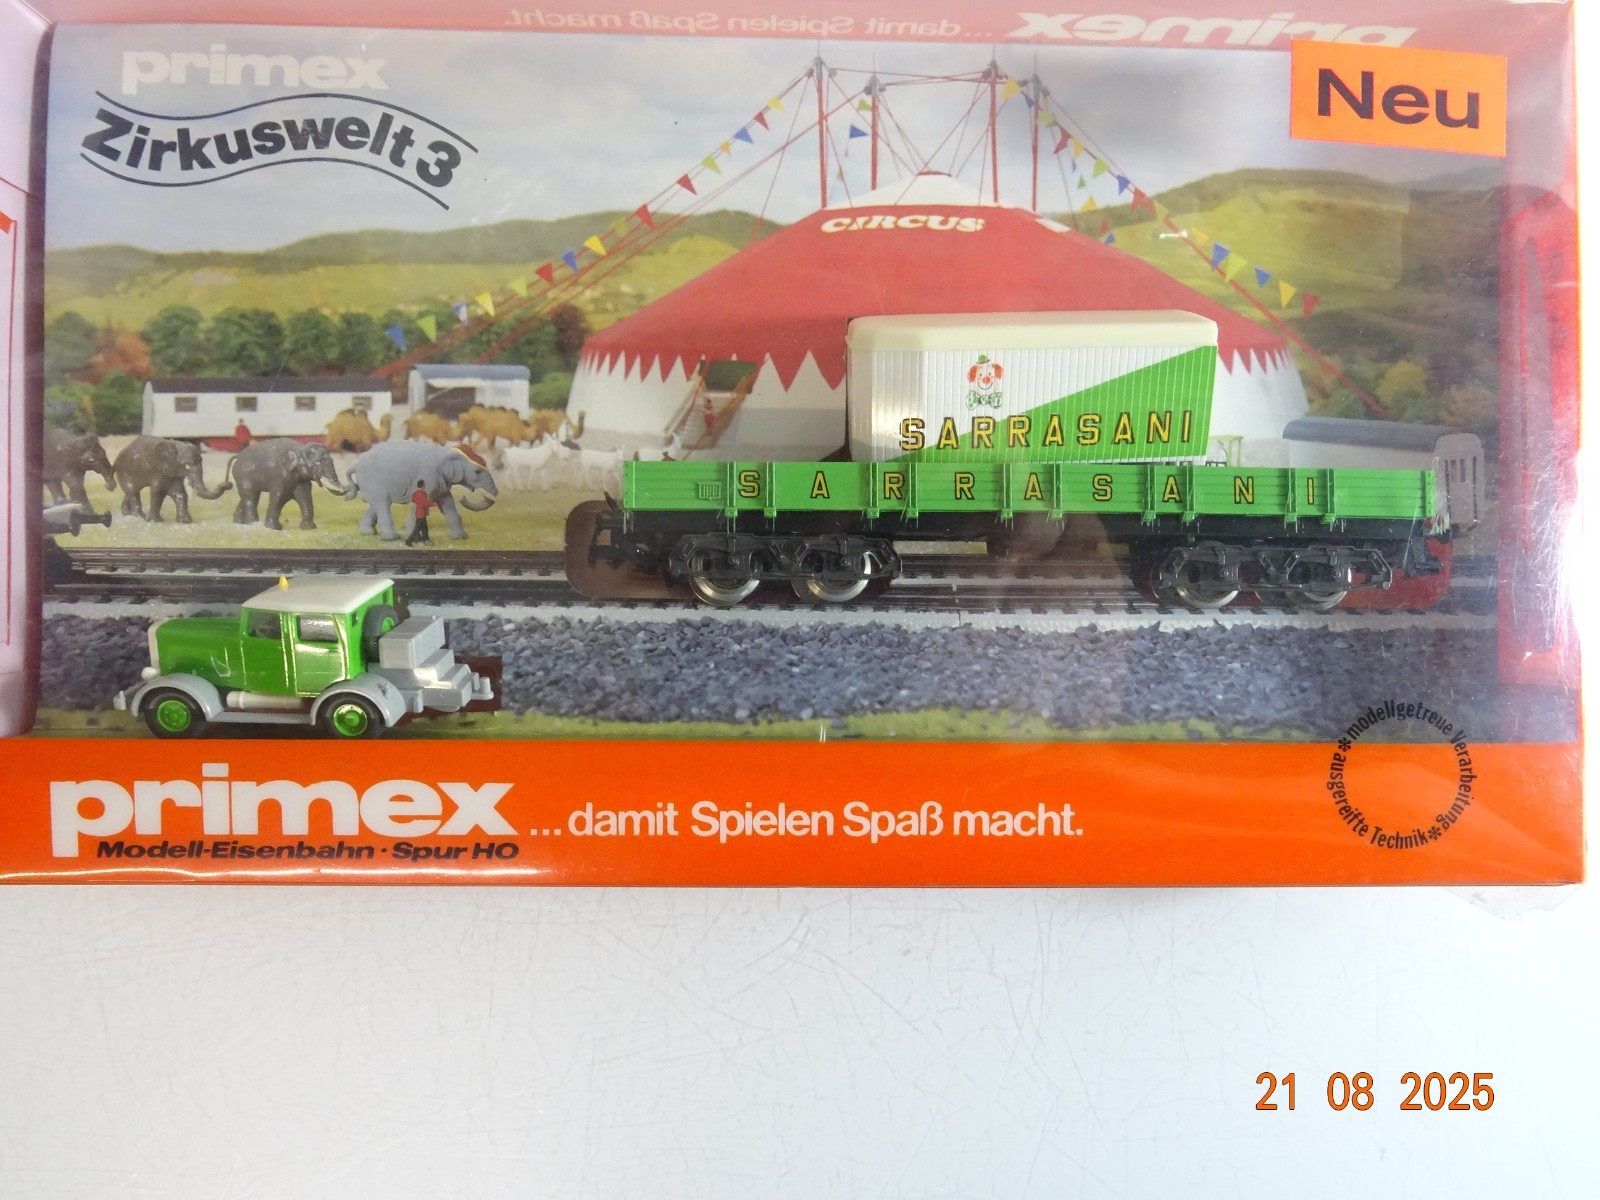 primex ...damit Spielen Spaß macht.
primex
Zirkuswelt 3
Neu
CIRCUS
SARRASANI
SARRASANI
primex ...damit Spielen Spaß macht.
Modell-Eisenbahn · Spur HO
modellgetreue Verarbeitung * ausgereifte Technik *
21 08 2025